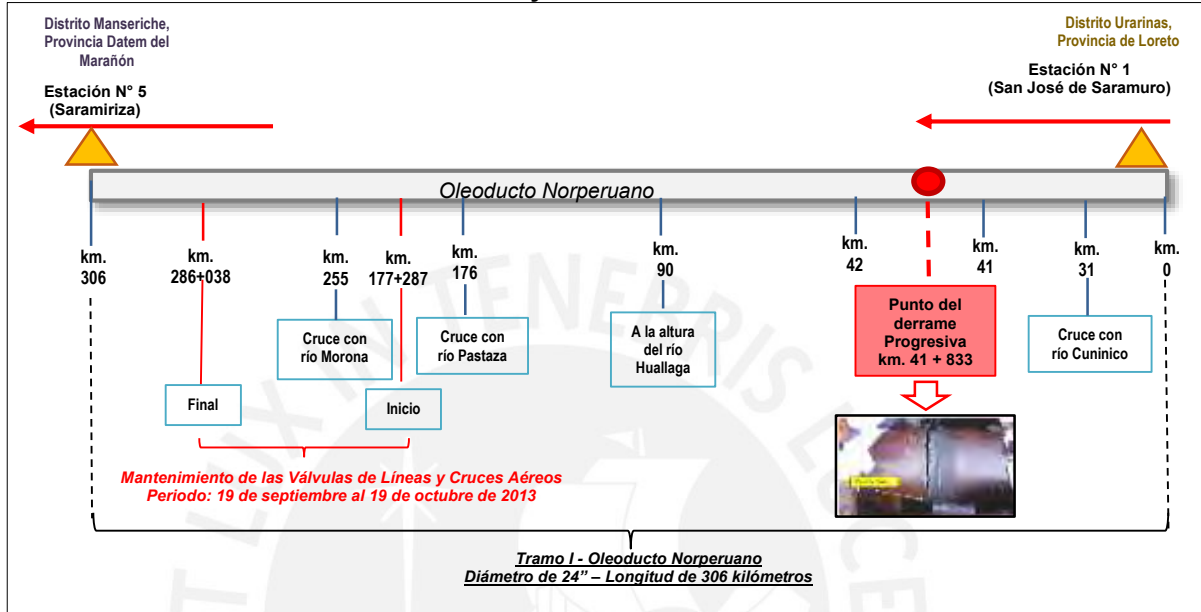 Distrito Manseriche,
Provincia Datem del
Marañón
Estación N° 5
(Saramiriza)
Distrito Urarinas,
Provincia de Loreto
Estación N° 1
(San José de Saramuro)
Oleoducto Norperuano
km.
306
km.
286+038
km.
255
km.
177+287
km.
176
km.
90
km.
42
km.
41
km.
31
km.
0
Final
Cruce con
río Morona
Inicio
Cruce con
río Pastaza
A la altura
del río
Huallaga
Punto del
derrame
Progresiva
km. 41 + 833
Cruce con
río Cuninico
Mantenimiento de las Válvulas de Líneas y Cruces Aéreos
Periodo: 19 de septiembre al 19 de octubre de 2013
Tramo I - Oleoducto Norperuano
Diámetro de 24” – Longitud de 306 kilómetros
LIX IN TENEBRIS LUCE